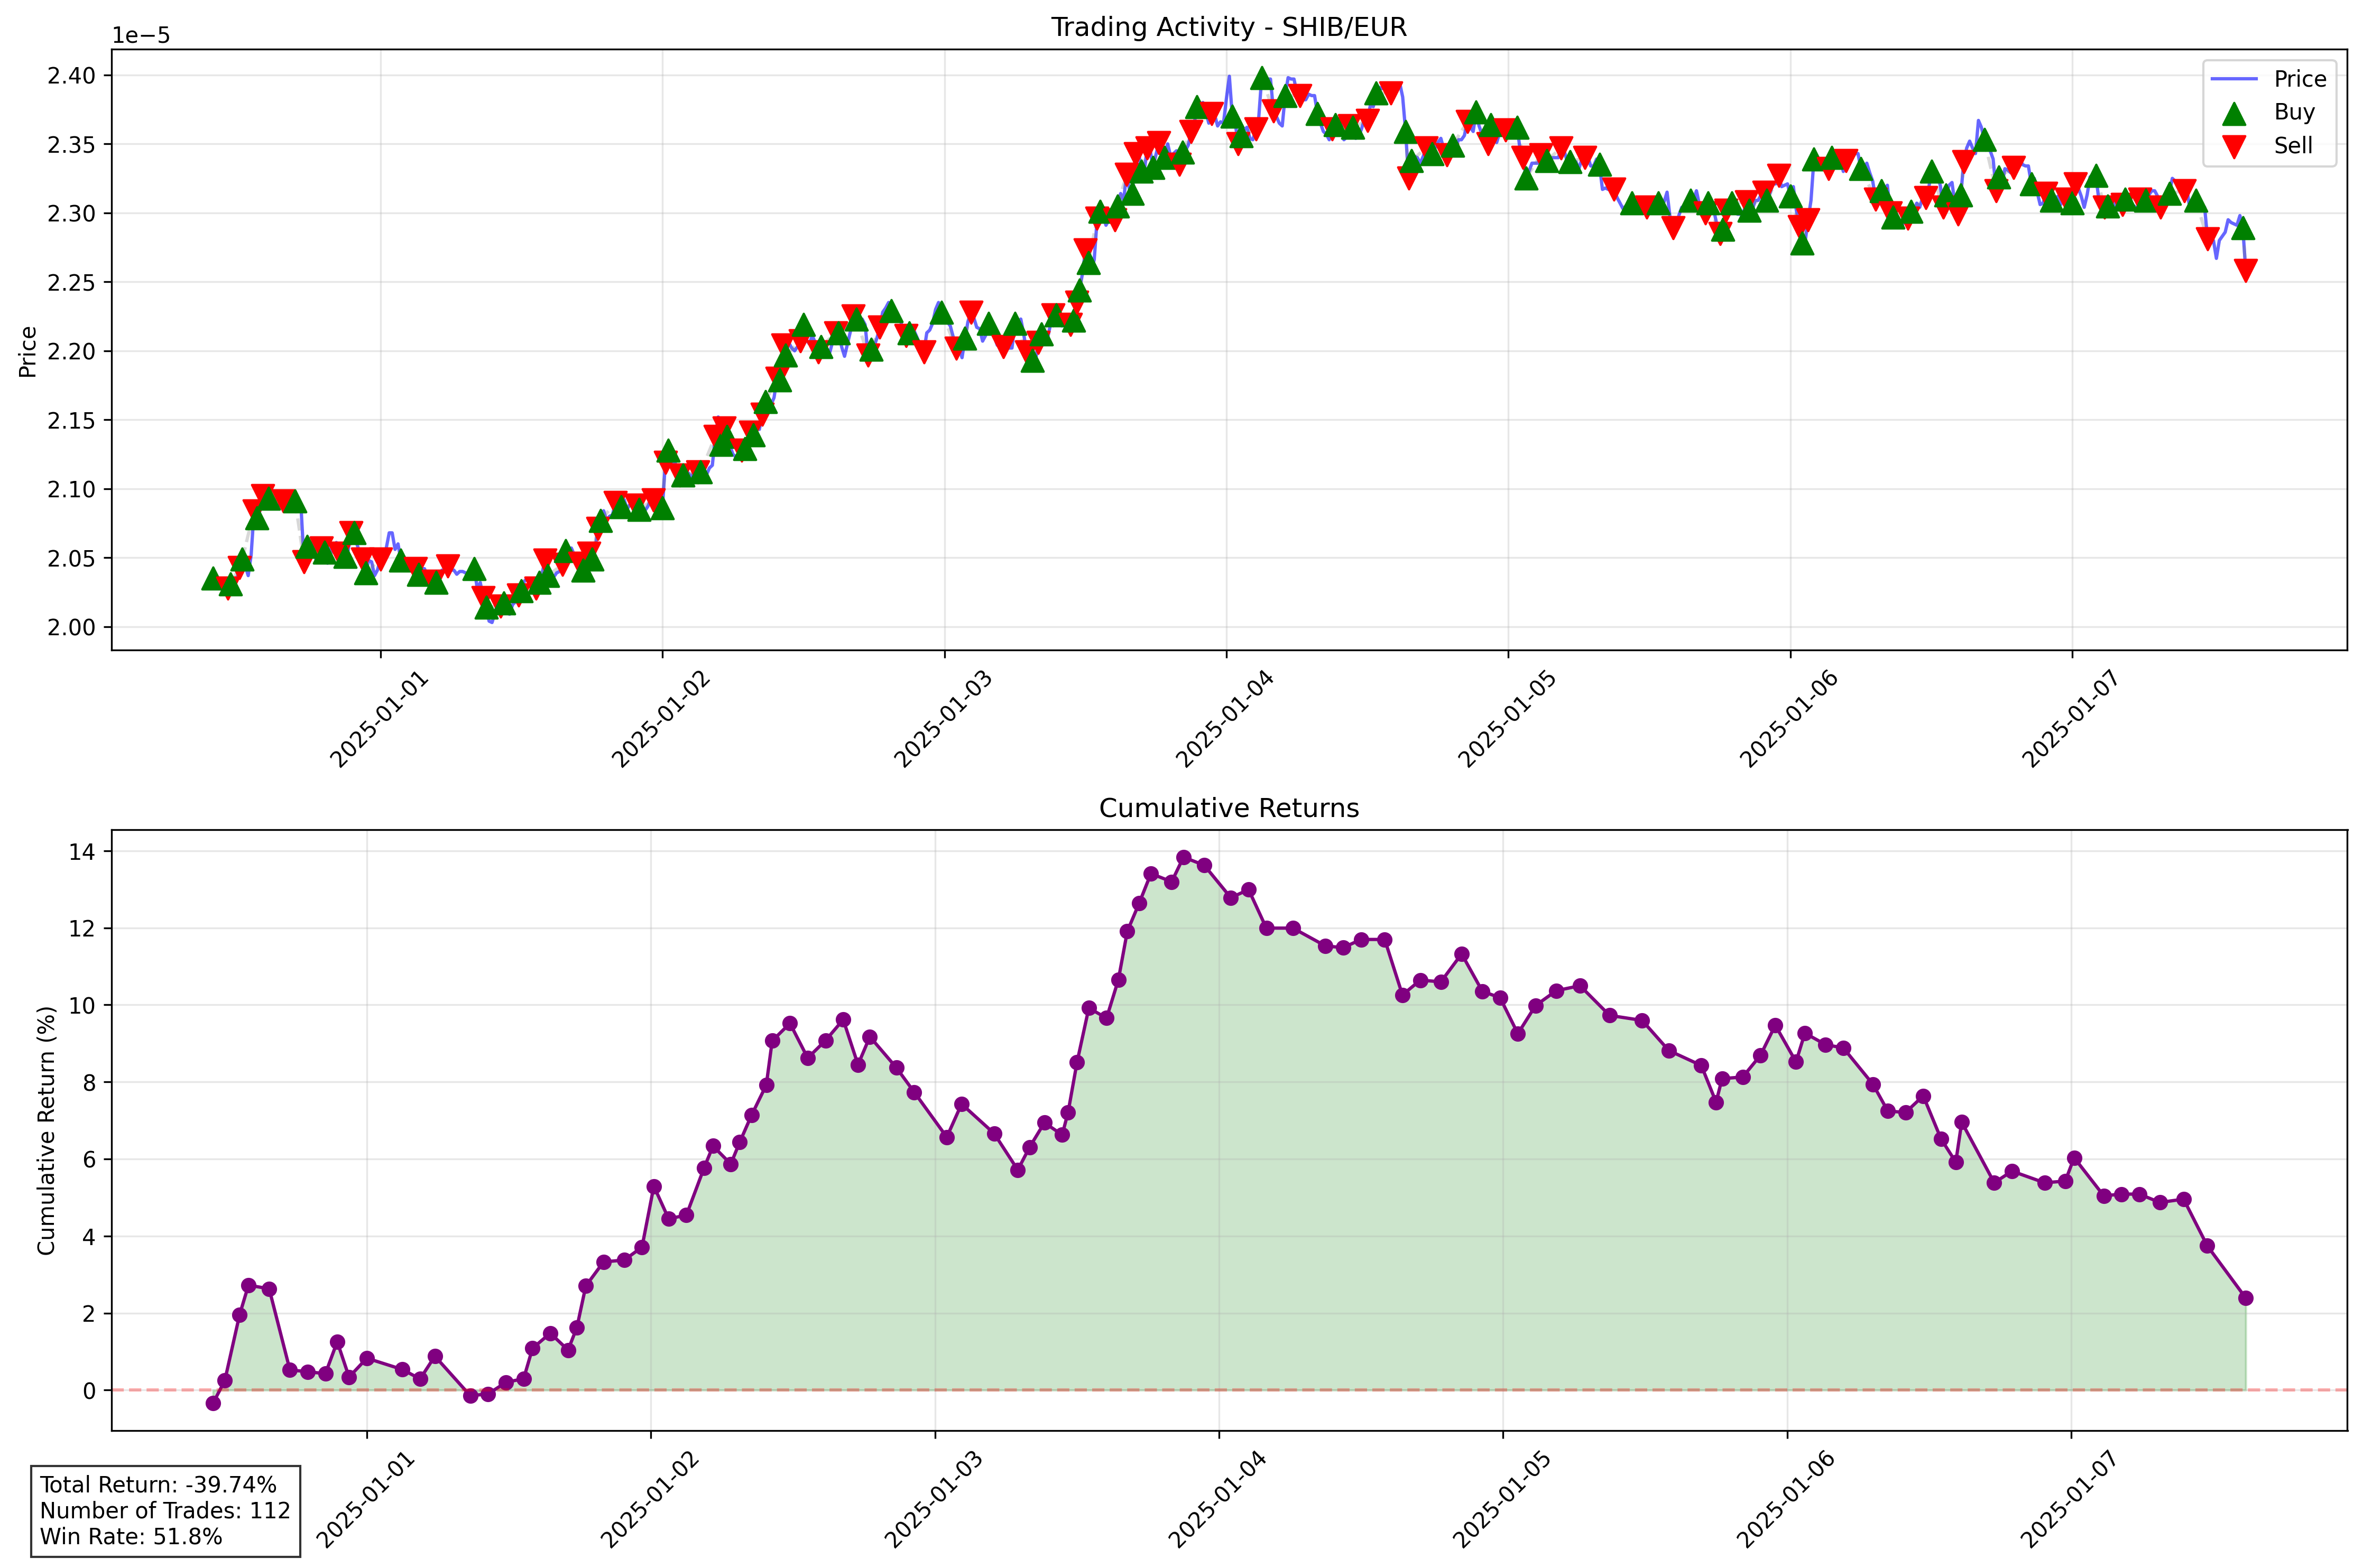 Trading Activity - SHIB/EUR
1e−5
2.40
2.35
2.30
2.25
2.20
2.15
2.10
2.05
2.00
Price
Price
Buy
Sell
2025-01-01
2025-01-02
2025-01-03
2025-01-04
2025-01-05
2025-01-06
2025-01-07
Cumulative Returns
14
12
10
8
6
4
2
0
Cumulative Return (%)
2025-01-01
2025-01-02
2025-01-03
2025-01-04
2025-01-05
2025-01-06
2025-01-07
Total Return: -39.74%
Number of Trades: 112
Win Rate: 51.8%